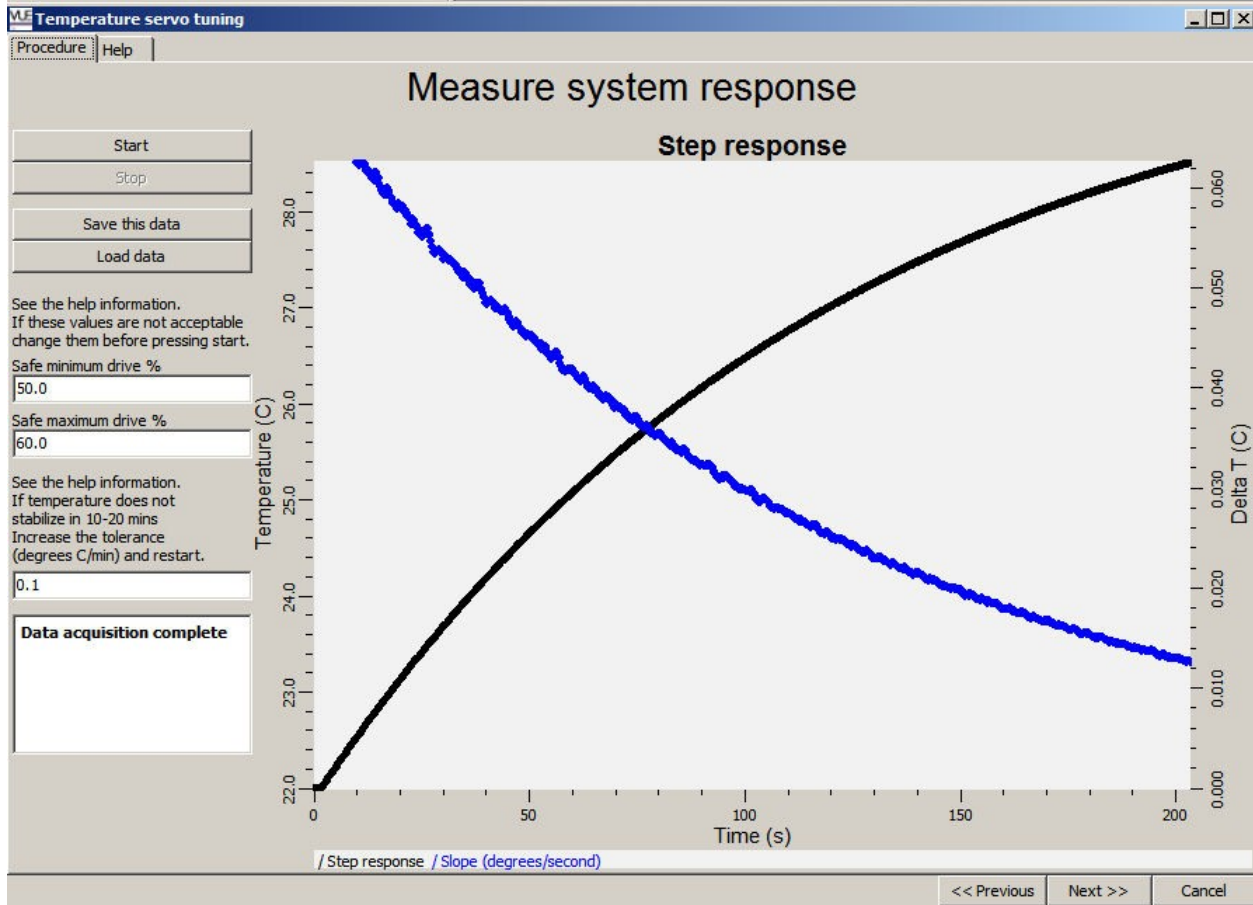 VUE Temperature servo tuning
Procedure Help
Measure system response
Start
Stop
Save this data
Load data
See the help information.
If these values are not acceptable
change them before pressing start.
Safe minimum drive %
50.0
Safe maximum drive %
60.0
See the help information.
If temperature does not
stabilize in 10-20 mins
Increase the tolerance
(degrees C/min) and restart.
0.1
Data acquisition complete
Step response
Temperature (C)
28.0
27.0
26.0
25.0
24.0
23.0
22.0
0 50 100 150 200
Time (s)
0.060
0.050
0.040
0.030
0.020
0.010
0.000
Delta T (C)
/ Step response / Slope (degrees/second)
<< Previous Next >> Cancel